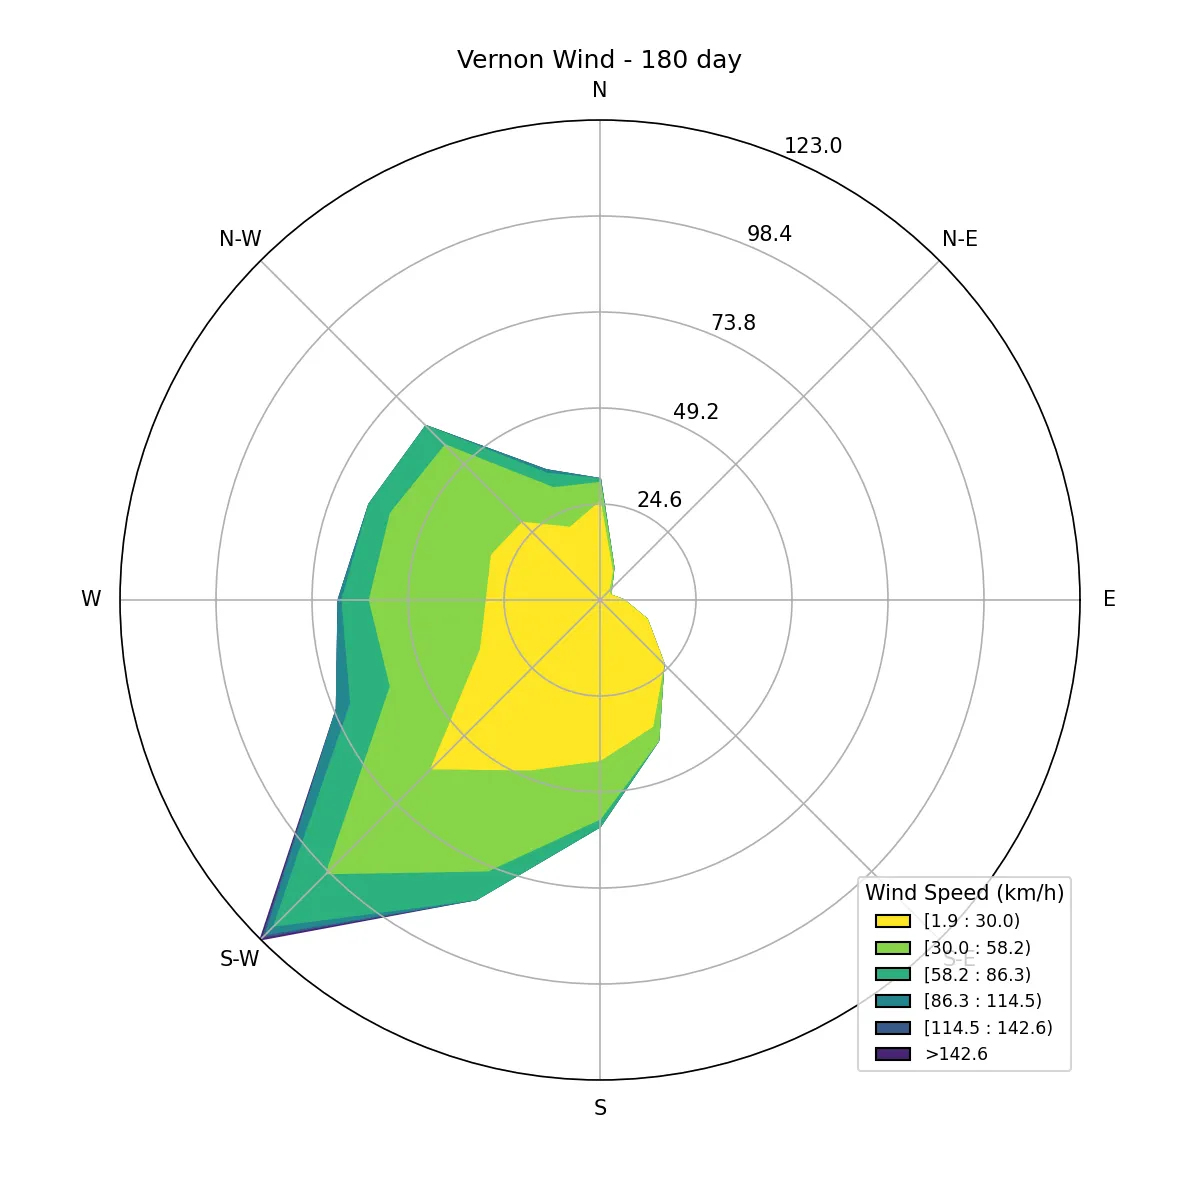 Vernon Wind - 180 day
N
123.0
N-W
98.4
N-E
73.8
49.2
24.6
W
E
S-W
S-E
S
Wind Speed (km/h)
[1.9 : 30.0)
[30.0 : 58.2)
[58.2 : 86.3)
[86.3 : 114.5)
[114.5 : 142.6)
>142.6